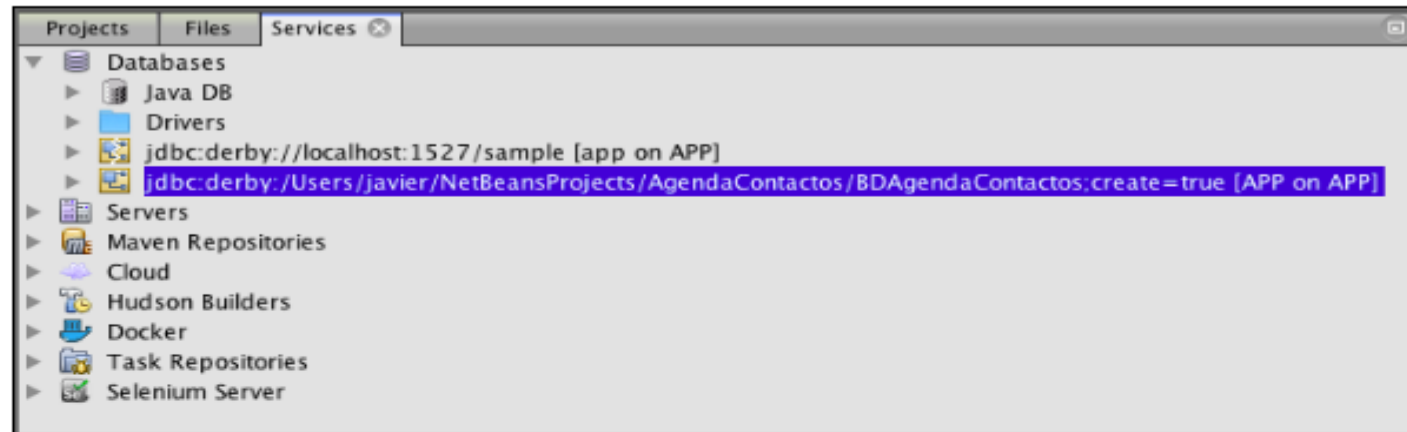 Projects Files Services
Databases
Java DB
Drivers
jdbc:derby://localhost:1527/sample [app on APP]
jdbc:derby:/Users/javier/NetBeansProjects/AgendaContactos/BDAgendaContactos;create=true [APP on APP]
Servers
Maven Repositories
Cloud
Hudson Builders
Docker
Task Repositories
Selenium Server